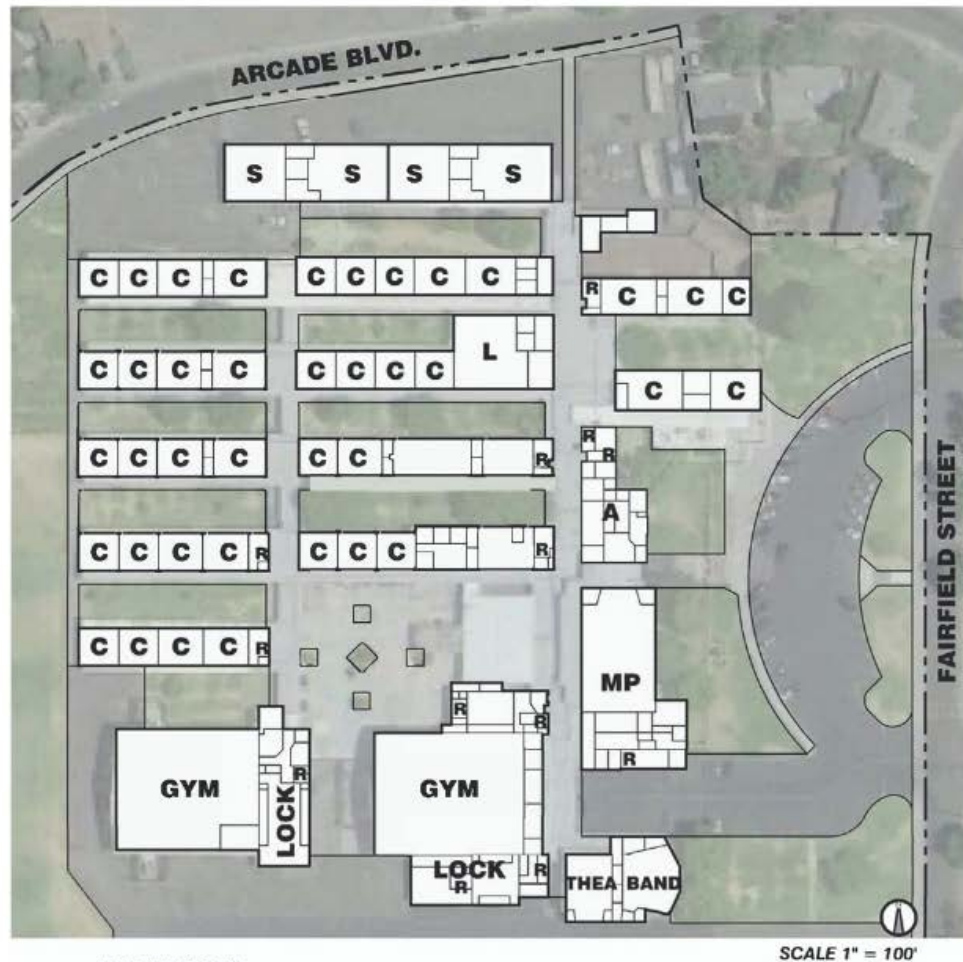 ARCADE BLVD.
S S S S
C C C C C C C C C
R C C C
L
C C C C C C C C
C C
R
C C C C C C R
R
A
C C C C R C C C R
C C C C R
MP
R R
R
GYM R GYM
LOCK
LOCK R
R
THEA BAND
FAIRFIELD STREET
SCALE 1" = 100'